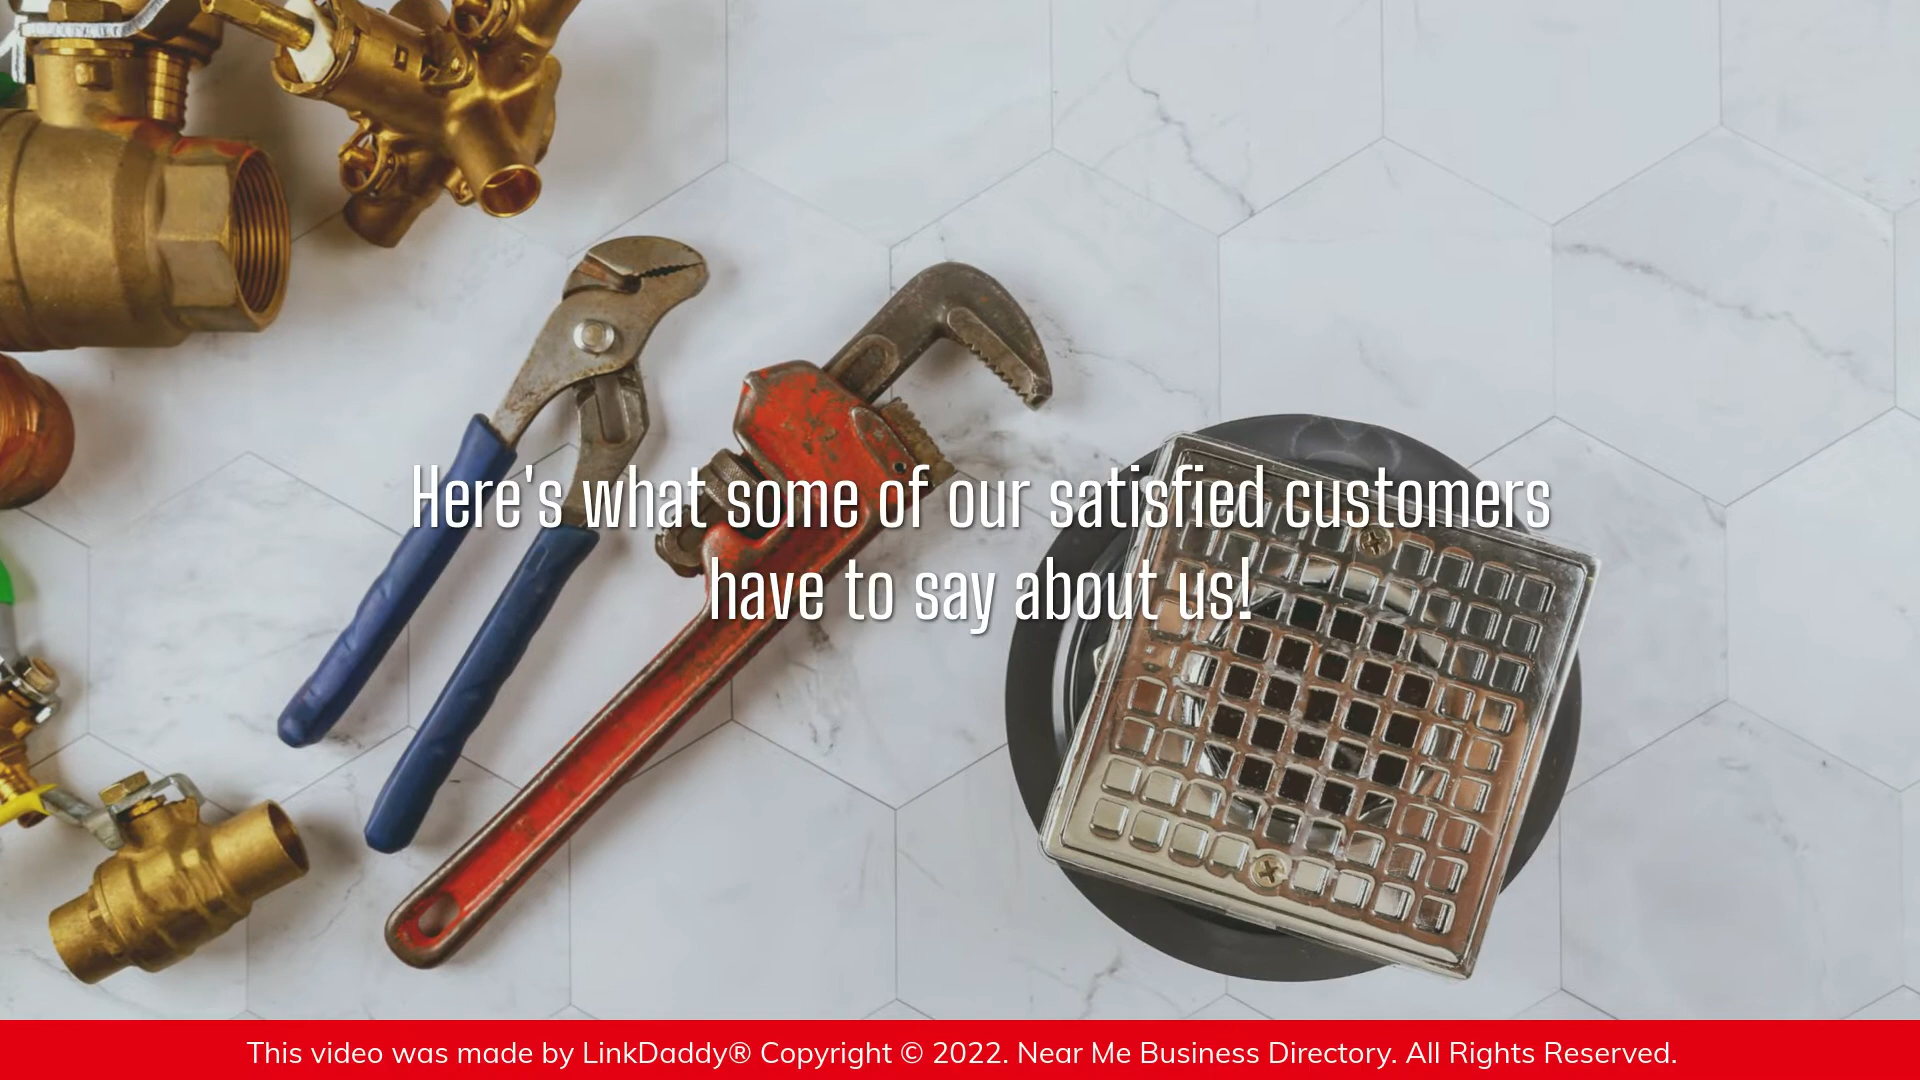 Here's what some of our satisfied customers
have to say about us!
This video was made by LinkDaddy® Copyright © 2022. Near Me Business Directory. All Rights Reserved.